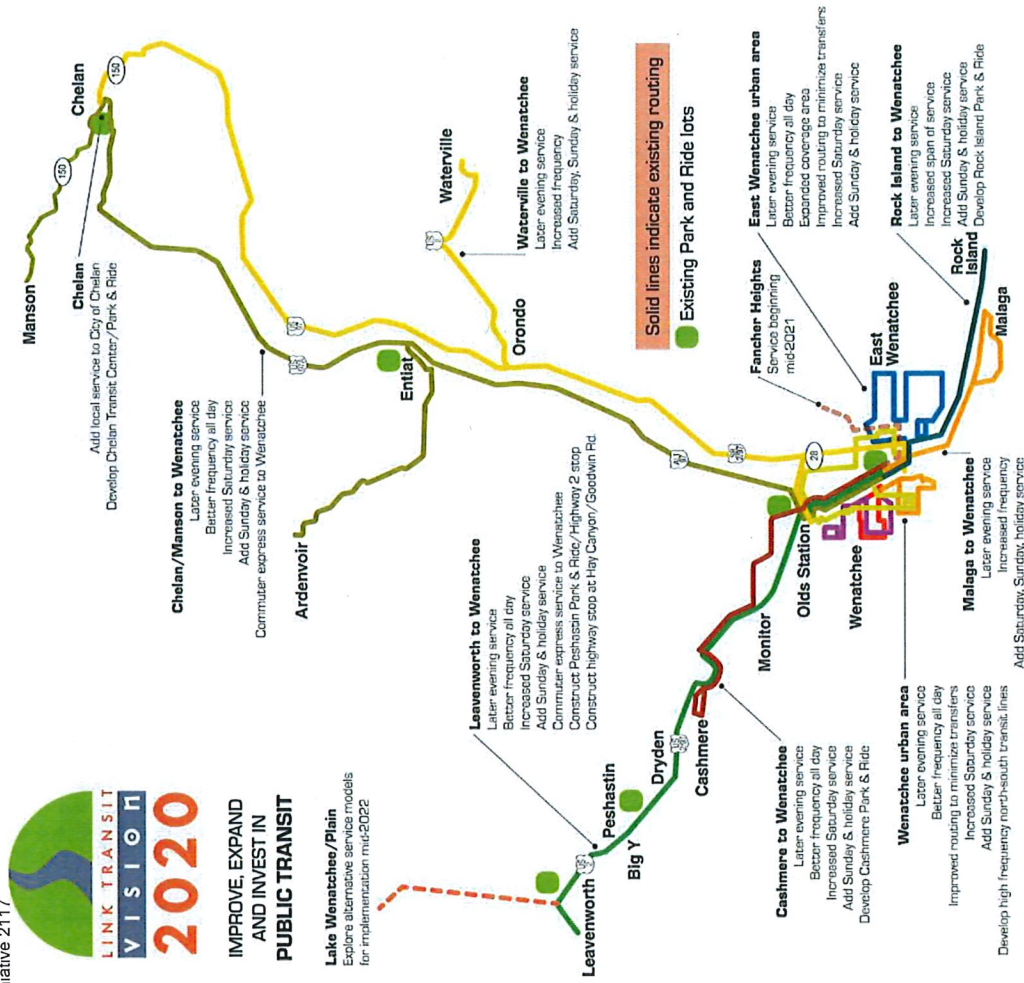 iative 2117
LINK TRANSIT
VISION
2020
IMPROVE, EXPAND
AND INVEST IN
PUBLIC TRANSIT
Lake Wenatchee/Plain
Explore alternative service models
for implementation mid-2022
Manson
150
Chelan
150
Chelan
Add local service to City of Chelan
Develop Chelan Transit Center/Park & Ride
Chelan/Manson to Wenatchee
Later evening service
Better frequency all day
Increased Saturday service
Add Sunday & holiday service
Commuter express service to Wenatchee
Ardenvoir
Entiat
Waterville
Waterville to Wenatchee
Later evening service
Increased frequency
Add Saturday, Sunday & holiday service
Orondo
Solid lines indicate existing routing
Existing Park and Ride lots
Leavenworth to Wenatchee
Later evening service
Better frequency all day
Increased Saturday service
Add Sunday & holiday service
Commuter express service to Wenatchee
Construct Peshastin Park & Ride/Highway 2 stop
Construct highway stop at Hay Canyon/Goodwin Rd.
Leavenworth
Big Y
Peshastin
Dryden
Cashmere
Monitor
Olds Station
28
Wenatchee
Fancher Heights
Service beginning
mid-2021
East
Wenatchee
East Wenatchee urban area
Later evening service
Better frequency all day
Expanded coverage area
Improved routing to minimize transfers
Increased Saturday service
Add Sunday & holiday service
Rock Island to Wenatchee
Later evening service
Increased span of service
Increased Saturday service
Add Sunday & holiday service
Develop Rock Island Park & Ride
Rock
Island
Malaga
Cashmere to Wenatchee
Later evening service
Better frequency all day
Increased Saturday service
Add Sunday & holiday service
Develop Cashmere Park & Ride
Wenatchee urban area
Later evening service
Better frequency all day
Improved routing to minimize transfers
Increased Saturday service
Add Sunday & holiday service
Develop high frequency north-south transit lines
Malaga to Wenatchee
Later evening service
Increased frequency
Add Saturday, Sunday, holiday service